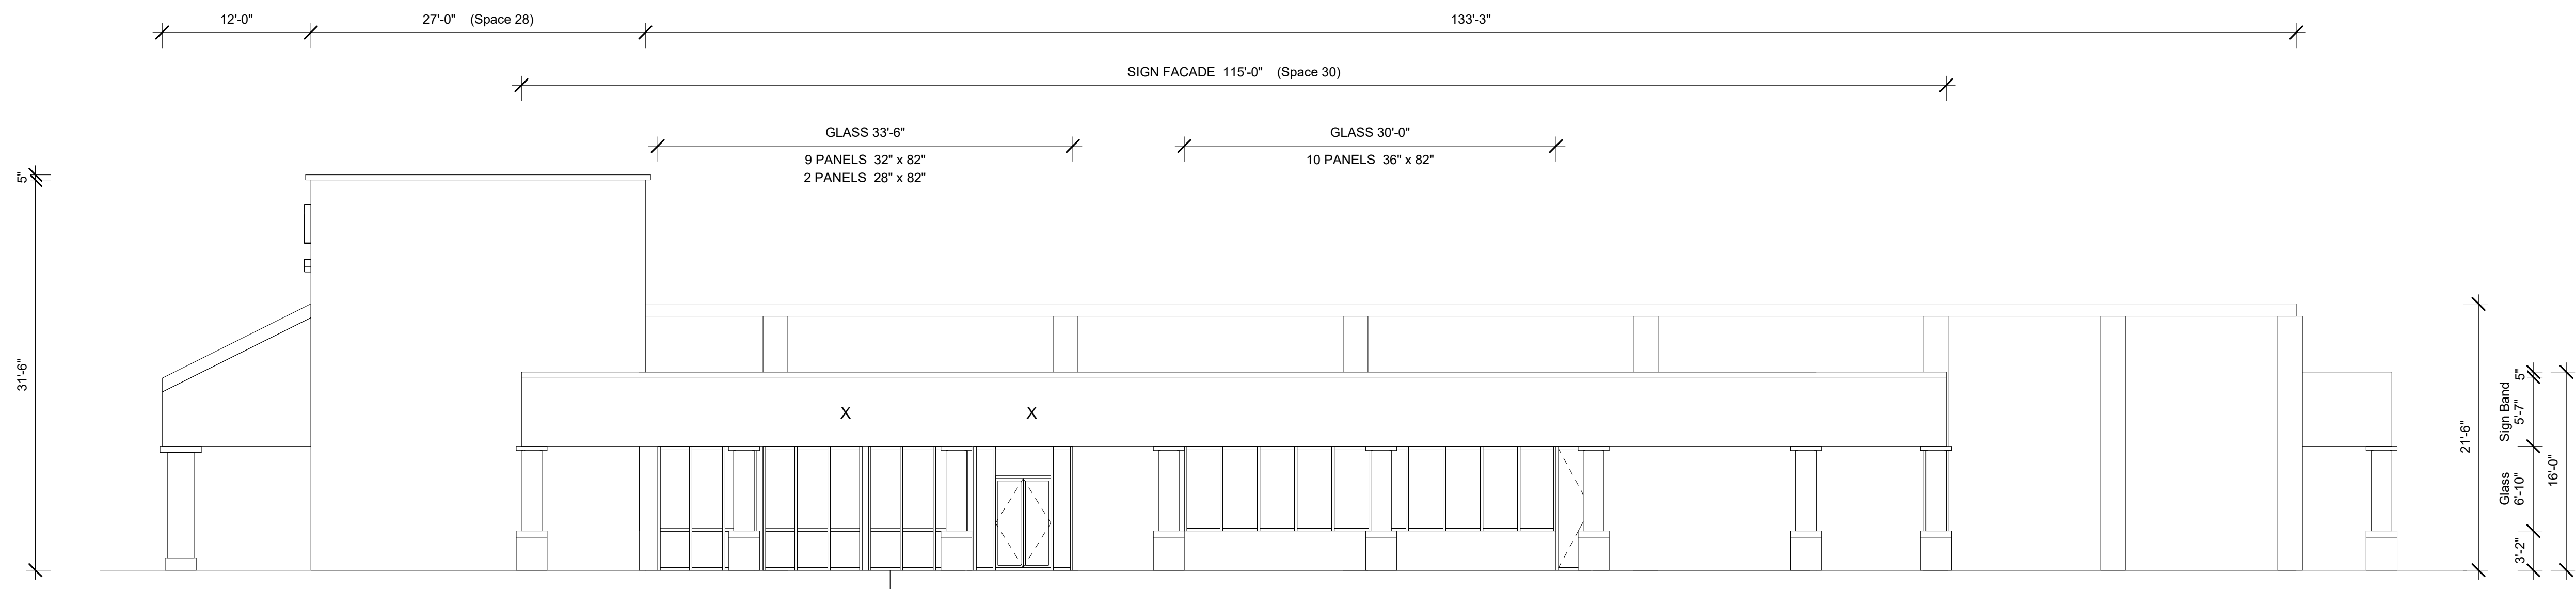 12'-0"
27'-0" (Space 28)
133'-3"
SIGN FACADE 115'-0" (Space 30)
GLASS 33'-6"
9 PANELS 32" x 82"
2 PANELS 28" x 82"
GLASS 30'-0"
10 PANELS 36" x 82"
5"
31'-6"
X
X
21'-6"
5"
Sign Band
5'-7"
Glass
6'-10"
3'-2"
16'-0"